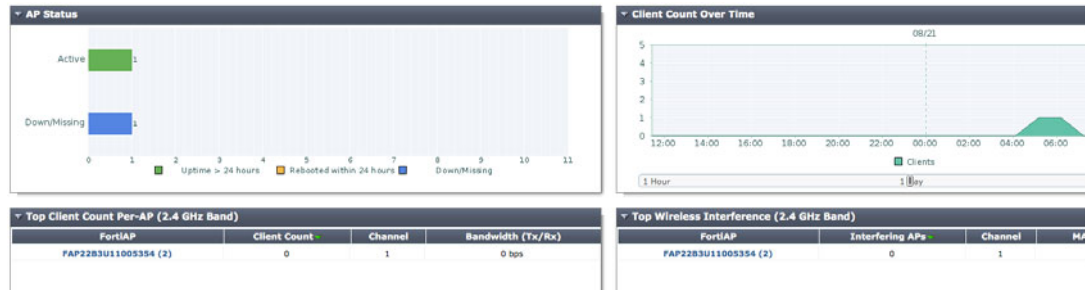 AP Status
Active
1
Down/Missing
1
0 1 2 3 4 5 6 7 8 9 10 11
Uptime > 24 hours Rebooted within 24 hours Down/Missing
Client Count Over Time
08/21
5
4
3
2
1
0
12:00 14:00 16:00 18:00 20:00 22:00 00:00 02:00 04:00 06:00
Clients
1 Hour
Top Client Count Per-AP (2.4 GHz Band)
FortiAP Client Count Channel Bandwidth (Tx/Rx)
FAP22B3U11005354 (2) 0 1 0 bps
Top Wireless Interference (2.4 GHz Band)
FortiAP Interfering APs Channel
FAP22B3U11005354 (2) 0 1